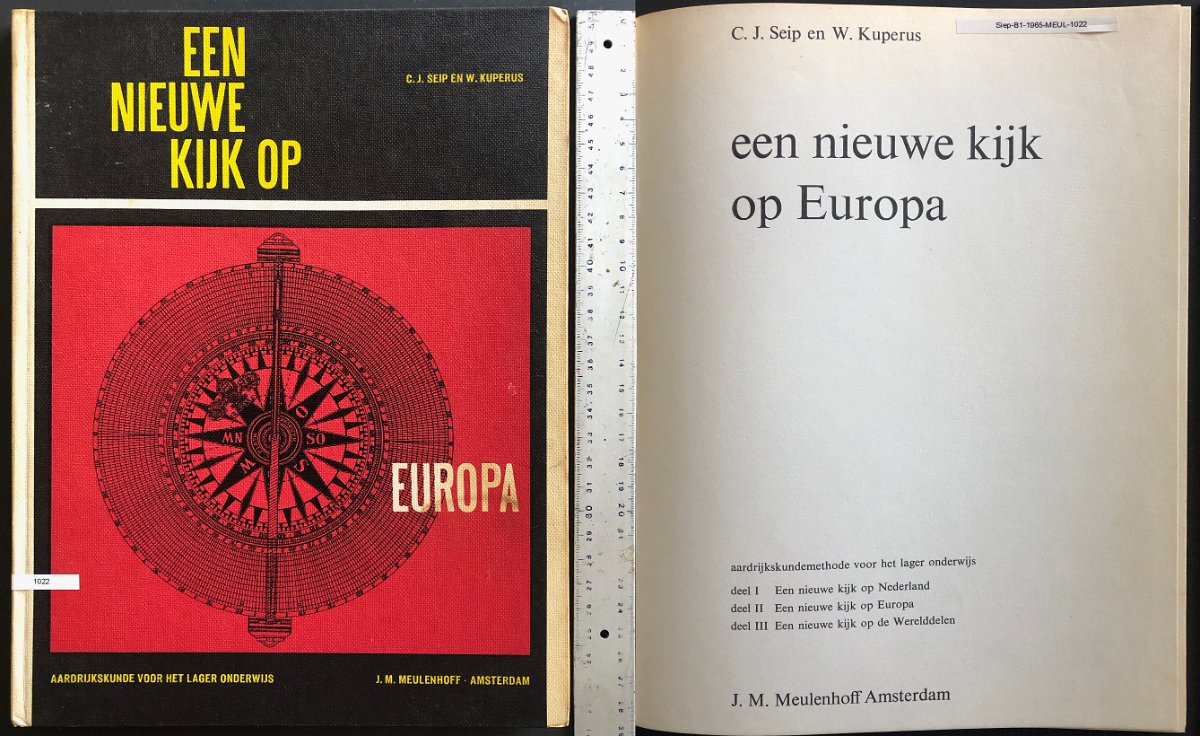 EEN
NIEUWE
KIJK OP
C. J. SEIP EN W. KUPERUS
WN
SO
W
S
O
EUROPA
1022
AARDRIJKSKUNDE VOOR HET LAGER ONDERWIJS
J. M. MEULENHOFF · AMSTERDAM
C. J. Seip en W. Kuperus
Siep-B1-1965-MEUL-1022
een nieuwe kijk
op Europa
aardrijkskundemethode voor het lager onderwijs
deel I Een nieuwe kijk op Nederland
deel II Een nieuwe kijk op Europa
deel III Een nieuwe kijk op de Werelddelen
J. M. Meulenhoff Amsterdam